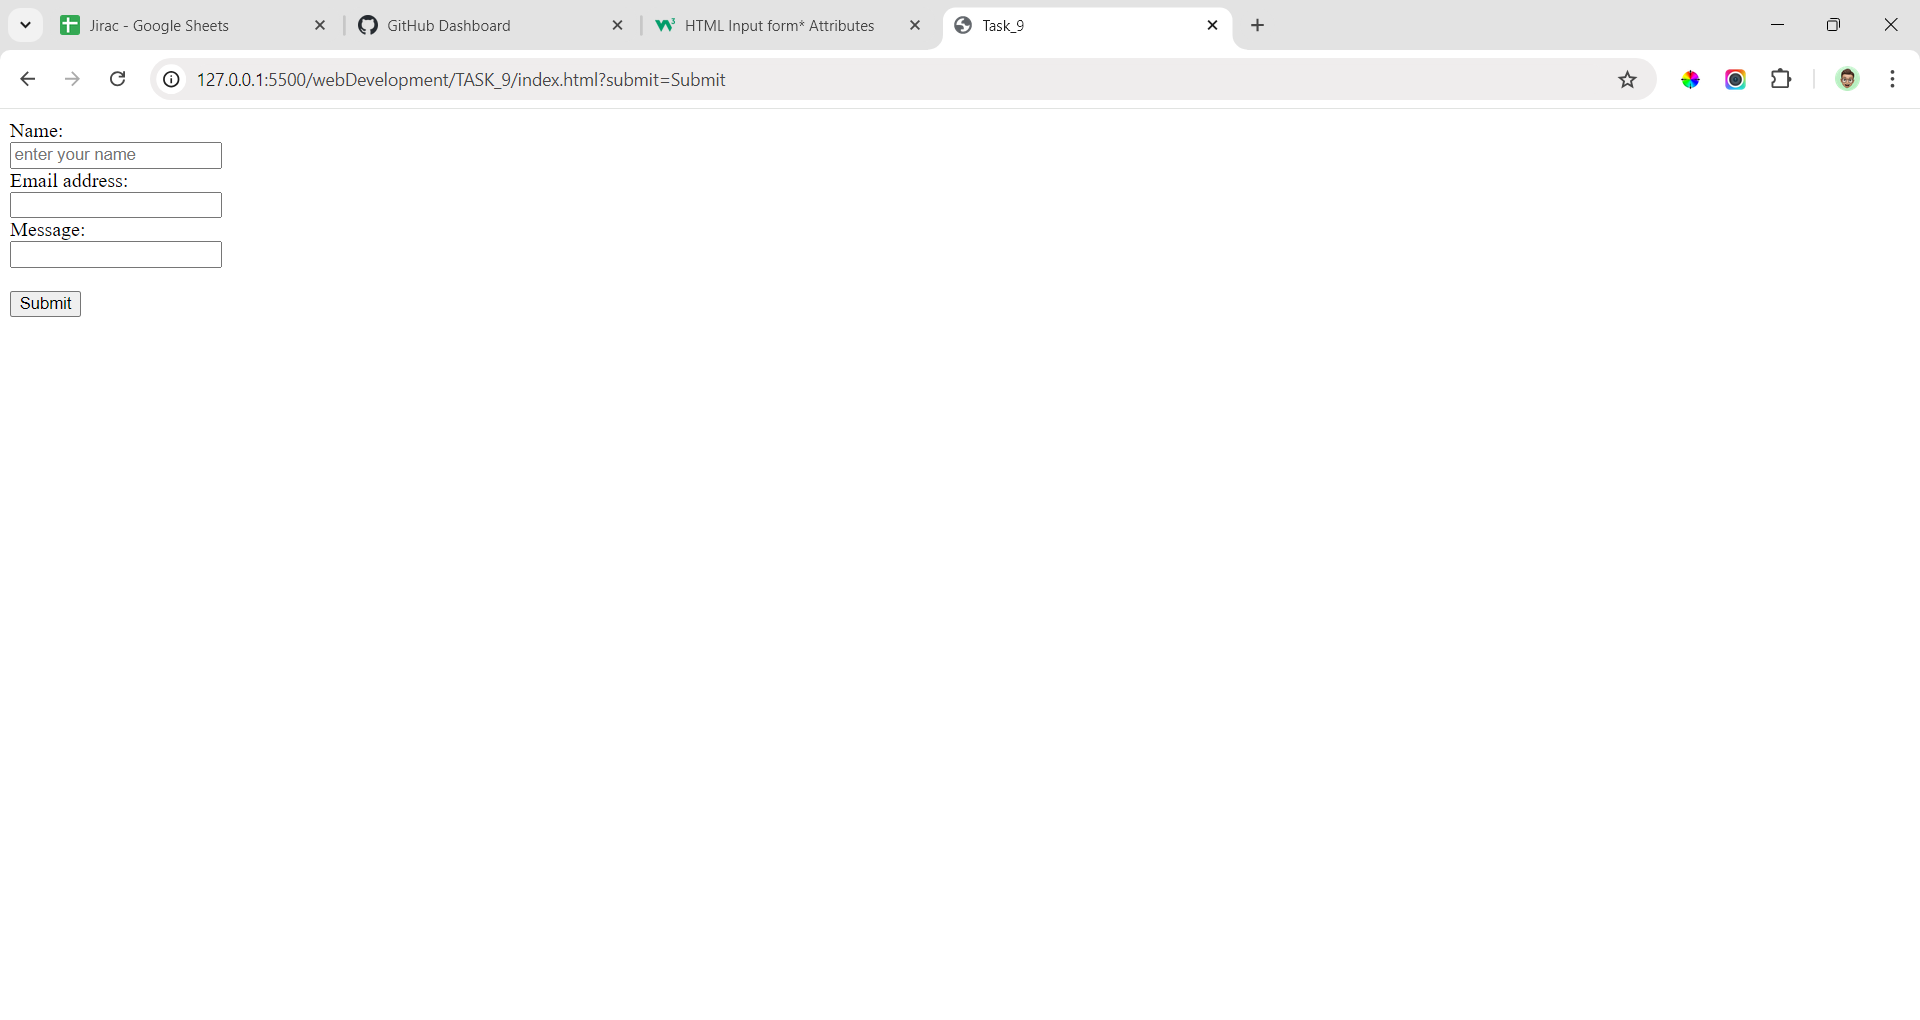 Jirac - Google Sheets
GitHub Dashboard
HTML Input form* Attributes
Task_9
127.0.0.1:5500/webDevelopment/TASK_9/index.html?submit=Submit
Name:
enter your name
Email address:
Message:
Submit